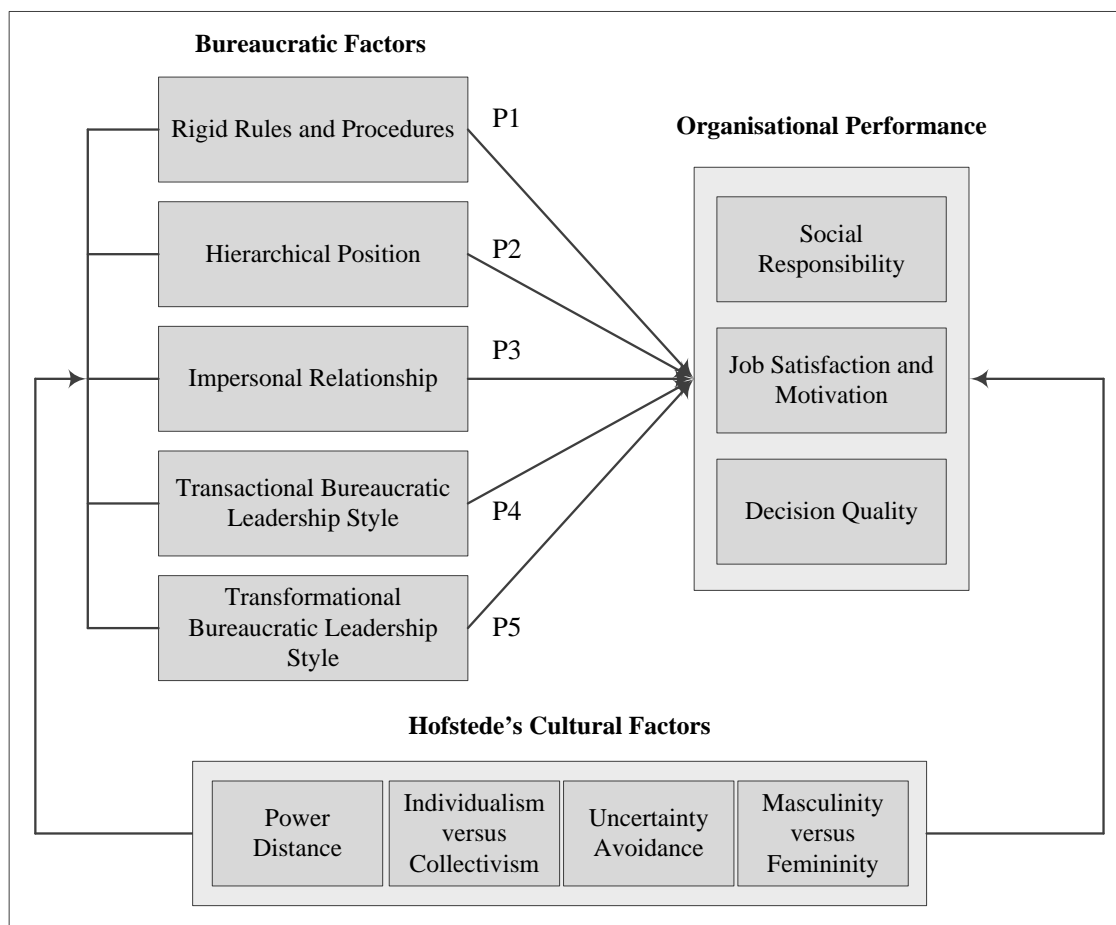 Bureaucratic Factors
Rigid Rules and Procedures
P1
Hierarchical Position
P2
Impersonal Relationship
P3
Transactional Bureaucratic
Leadership Style
P4
Transformational
Bureaucratic Leadership
Style
P5
Organisational Performance
Social
Responsibility
Job Satisfaction and
Motivation
Decision Quality
Hofstede’s Cultural Factors
Power
Distance
Individualism
versus
Collectivism
Uncertainty
Avoidance
Masculinity
versus
Femininity